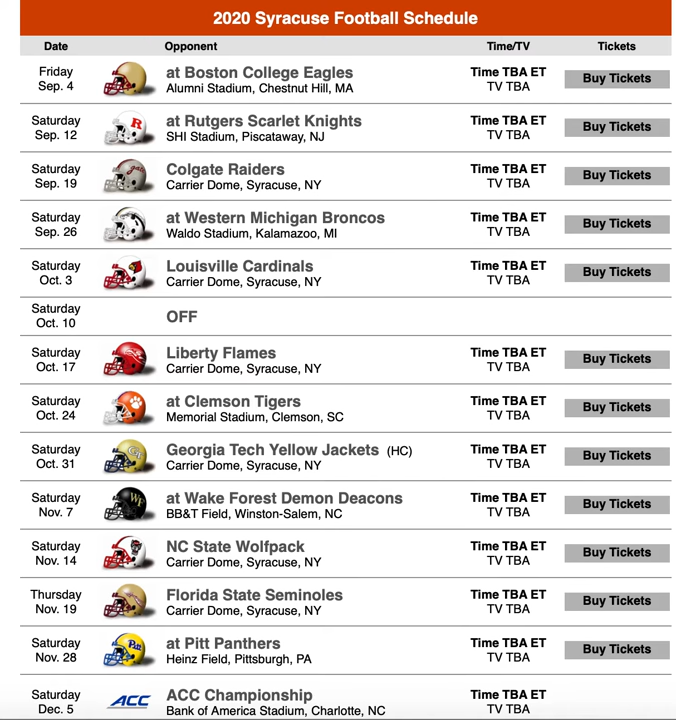 2020 Syracuse Football Schedule
Date Opponent Time/TV Tickets
Friday at Boston College Eagles Time TBA ET Buy Tickets
Sep. 4 Alumni Stadium, Chestnut Hill, MA TV TBA
Saturday at Rutgers Scarlet Knights Time TBA ET Buy Tickets
Sep. 12 R SHI Stadium, Piscataway, NJ TV TBA
Saturday Colgate Raiders Time TBA ET Buy Tickets
Sep. 19 Carrier Dome, Syracuse, NY TV TBA
Saturday at Western Michigan Broncos Time TBA ET Buy Tickets
Sep. 26 Waldo Stadium, Kalamazoo, MI TV TBA
Saturday Louisville Cardinals Time TBA ET Buy Tickets
Oct. 3 Carrier Dome, Syracuse, NY TV TBA
Saturday OFF
Oct. 10
Saturday Liberty Flames Time TBA ET Buy Tickets
Oct. 17 Carrier Dome, Syracuse, NY TV TBA
Saturday at Clemson Tigers Time TBA ET Buy Tickets
Oct. 24 Memorial Stadium, Clemson, SC TV TBA
Saturday Georgia Tech Yellow Jackets (HC) Time TBA ET Buy Tickets
Oct. 31 GT Carrier Dome, Syracuse, NY TV TBA
Saturday at Wake Forest Demon Deacons Time TBA ET Buy Tickets
Nov. 7 WF BB&T Field, Winston-Salem, NC TV TBA
Saturday NC State Wolfpack Time TBA ET Buy Tickets
Nov. 14 Carrier Dome, Syracuse, NY TV TBA
Thursday Florida State Seminoles Time TBA ET Buy Tickets
Nov. 19 Carrier Dome, Syracuse, NY TV TBA
Saturday at Pitt Panthers Time TBA ET Buy Tickets
Nov. 28 Pitt Heinz Field, Pittsburgh, PA TV TBA
Saturday ACC Championship Time TBA ET
Dec. 5 ACC Bank of America Stadium, Charlotte, NC TV TBA